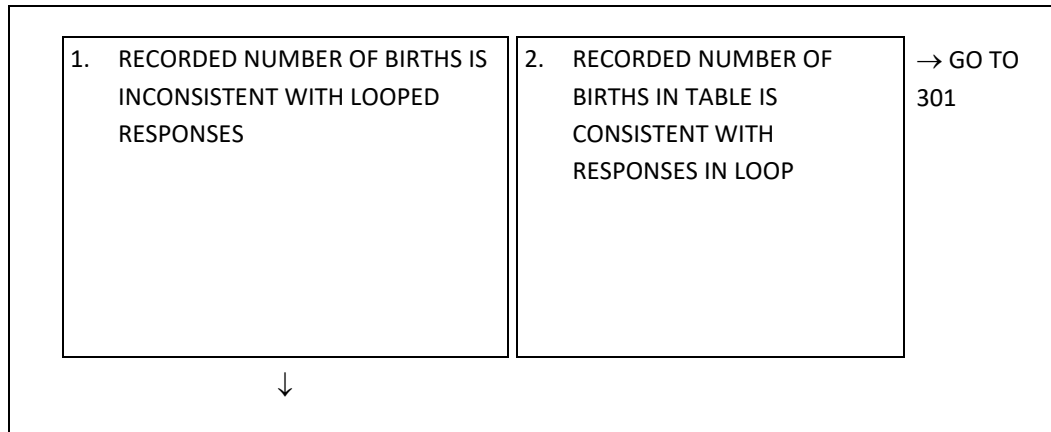 1. RECORDED NUMBER OF BIRTHS IS
INCONSISTENT WITH LOOPED
RESPONSES
2. RECORDED NUMBER OF
BIRTHS IN TABLE IS
CONSISTENT WITH
RESPONSES IN LOOP
→ GO TO
301
↓